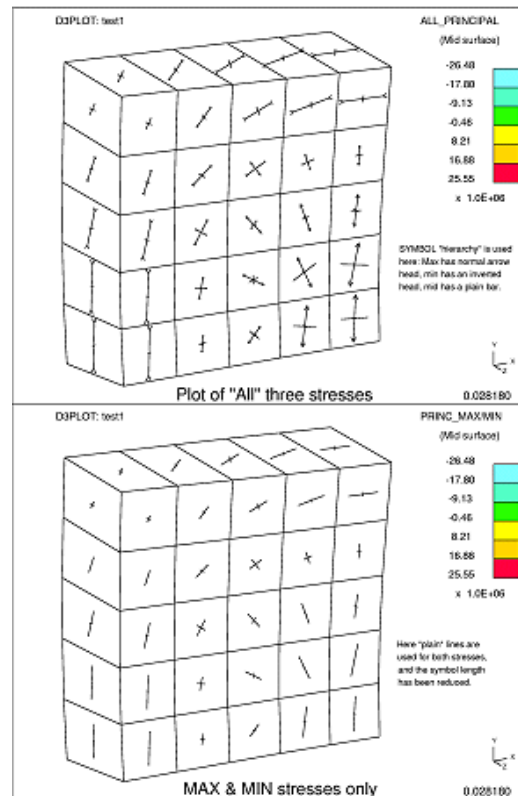 D3PLOT: test1
ALL_PRINCIPAL
(Mid surface)
-26.48
-17.80
-9.13
-0.46
8.21
16.88
25.55
x 1.0E+06
SYMBOL "hierarchy" is used
here: Max has normal arrow
head, min has an inverted
head, mid has a plain bar.
Y
X
Z
Plot of "All" three stresses
0.028180
D3PLOT: test1
PRINC_MAX/MIN
(Mid surface)
-26.48
-17.80
-9.13
-0.46
8.21
16.88
25.55
x 1.0E+06
Here "plain" lines are
used for both stresses,
and the symbol length
has been reduced.
Y
X
Z
MAX & MIN stresses only
0.028180